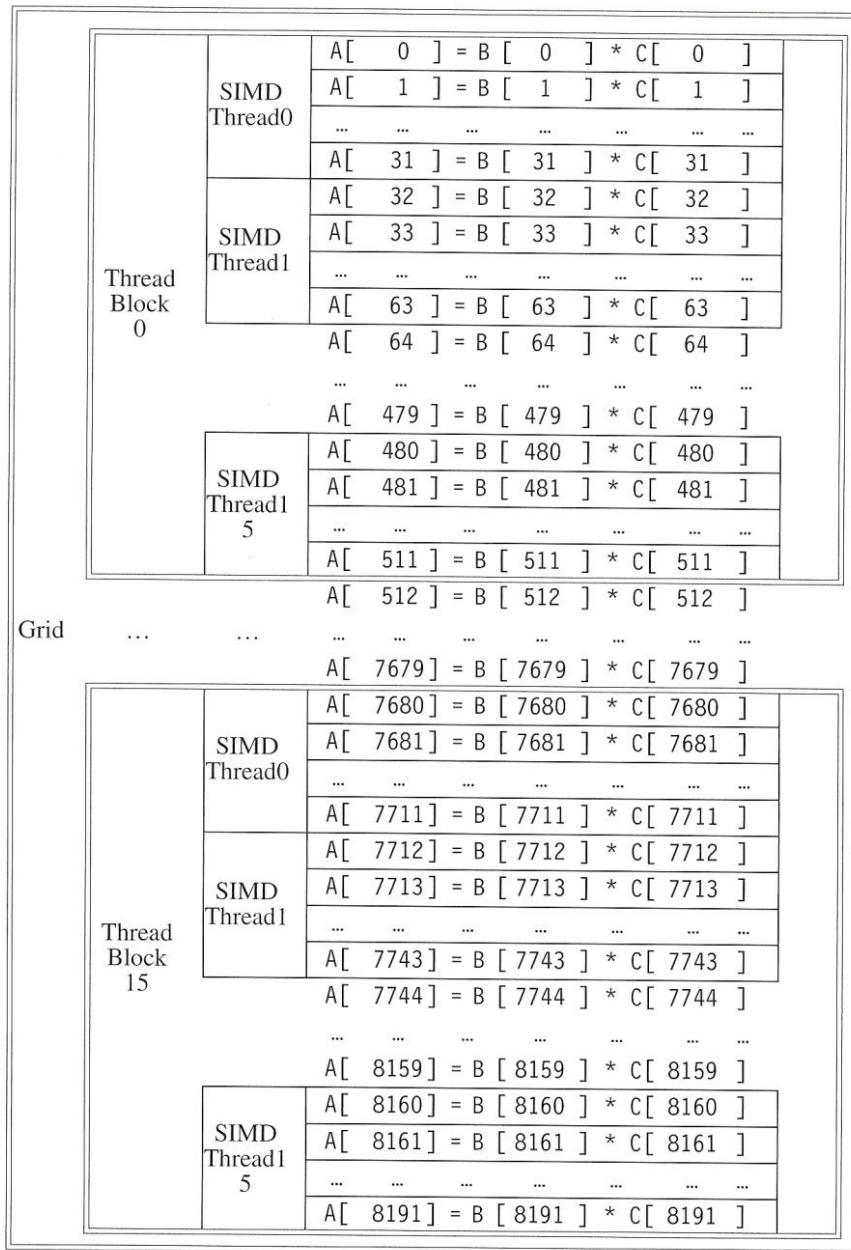 A[ 0 ] = B [ 0 ] * C[ 0 ]
SIMD
Thread0
A[ 1 ] = B [ 1 ] * C[ 1 ]
... ... ... ... ... ... ...
A[ 31 ] = B [ 31 ] * C[ 31 ]
A[ 32 ] = B [ 32 ] * C[ 32 ]
SIMD
Thread1
A[ 33 ] = B [ 33 ] * C[ 33 ]
... ... ... ... ... ... ...
Thread
Block
0
A[ 63 ] = B [ 63 ] * C[ 63 ]
A[ 64 ] = B [ 64 ] * C[ 64 ]
... ... ... ... ... ... ...
A[ 479 ] = B [ 479 ] * C[ 479 ]
A[ 480 ] = B [ 480 ] * C[ 480 ]
SIMD
Thread1
5
A[ 481 ] = B [ 481 ] * C[ 481 ]
... ... ... ... ... ... ...
A[ 511 ] = B [ 511 ] * C[ 511 ]
A[ 512 ] = B [ 512 ] * C[ 512 ]
Grid ... ... ... ... ... ... ... ... ...
A[ 7679] = B [ 7679 ] * C[ 7679 ]
A[ 7680] = B [ 7680 ] * C[ 7680 ]
SIMD
Thread0
A[ 7681] = B [ 7681 ] * C[ 7681 ]
... ... ... ... ... ... ...
A[ 7711] = B [ 7711 ] * C[ 7711 ]
A[ 7712] = B [ 7712 ] * C[ 7712 ]
SIMD
Thread1
A[ 7713] = B [ 7713 ] * C[ 7713 ]
... ... ... ... ... ... ...
Thread
Block
15
A[ 7743] = B [ 7743 ] * C[ 7743 ]
A[ 7744] = B [ 7744 ] * C[ 7744 ]
... ... ... ... ... ... ...
A[ 8159] = B [ 8159 ] * C[ 8159 ]
A[ 8160] = B [ 8160 ] * C[ 8160 ]
SIMD
Thread1
5
A[ 8161] = B [ 8161 ] * C[ 8161 ]
... ... ... ... ... ... ...
A[ 8191] = B [ 8191 ] * C[ 8191 ]